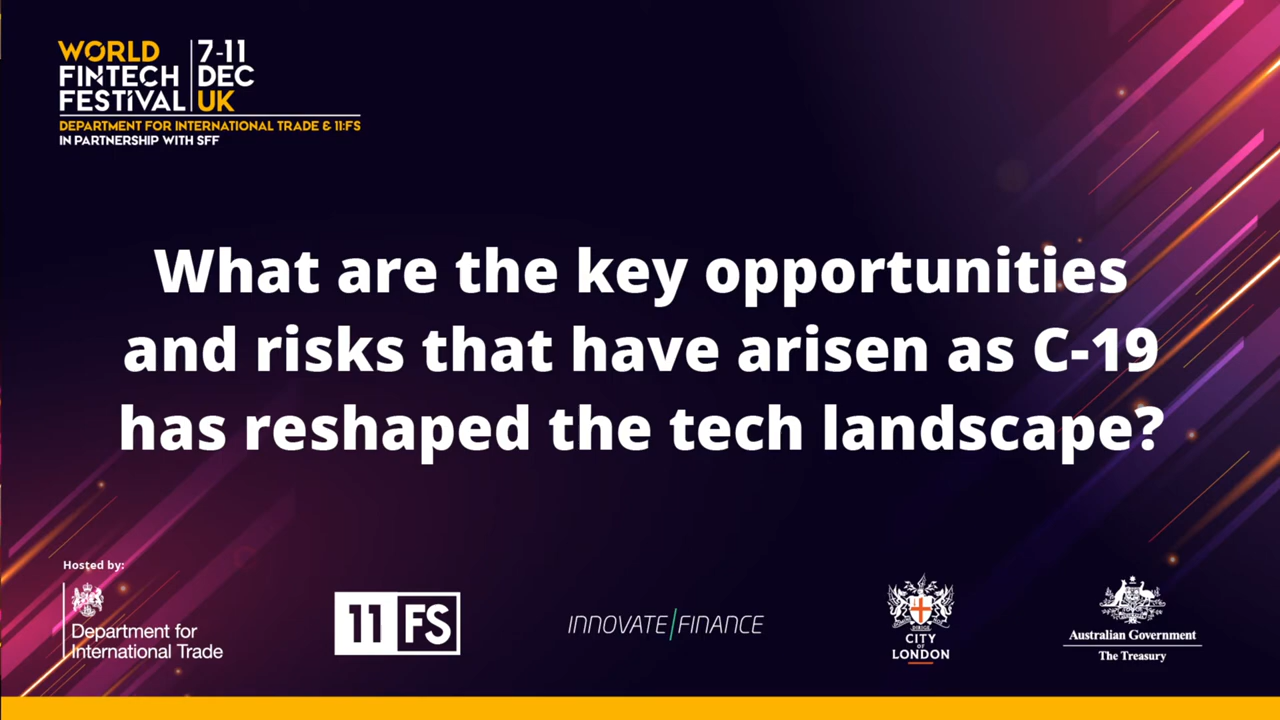 WORLD
FINTECH
FESTiVAL
7-11
DEC
UK
DEPARTMENT FOR INTERNATIONAL TRADE & 11:FS
IN PARTNERSHIP WITH SFF
What are the key opportunities
and risks that have arisen as C-19
has reshaped the tech landscape?
Hosted by:
Department for
International Trade
11 FS
INNOVATE/FINANCE
CITY
OF
LONDON
Australian Government
The Treasury